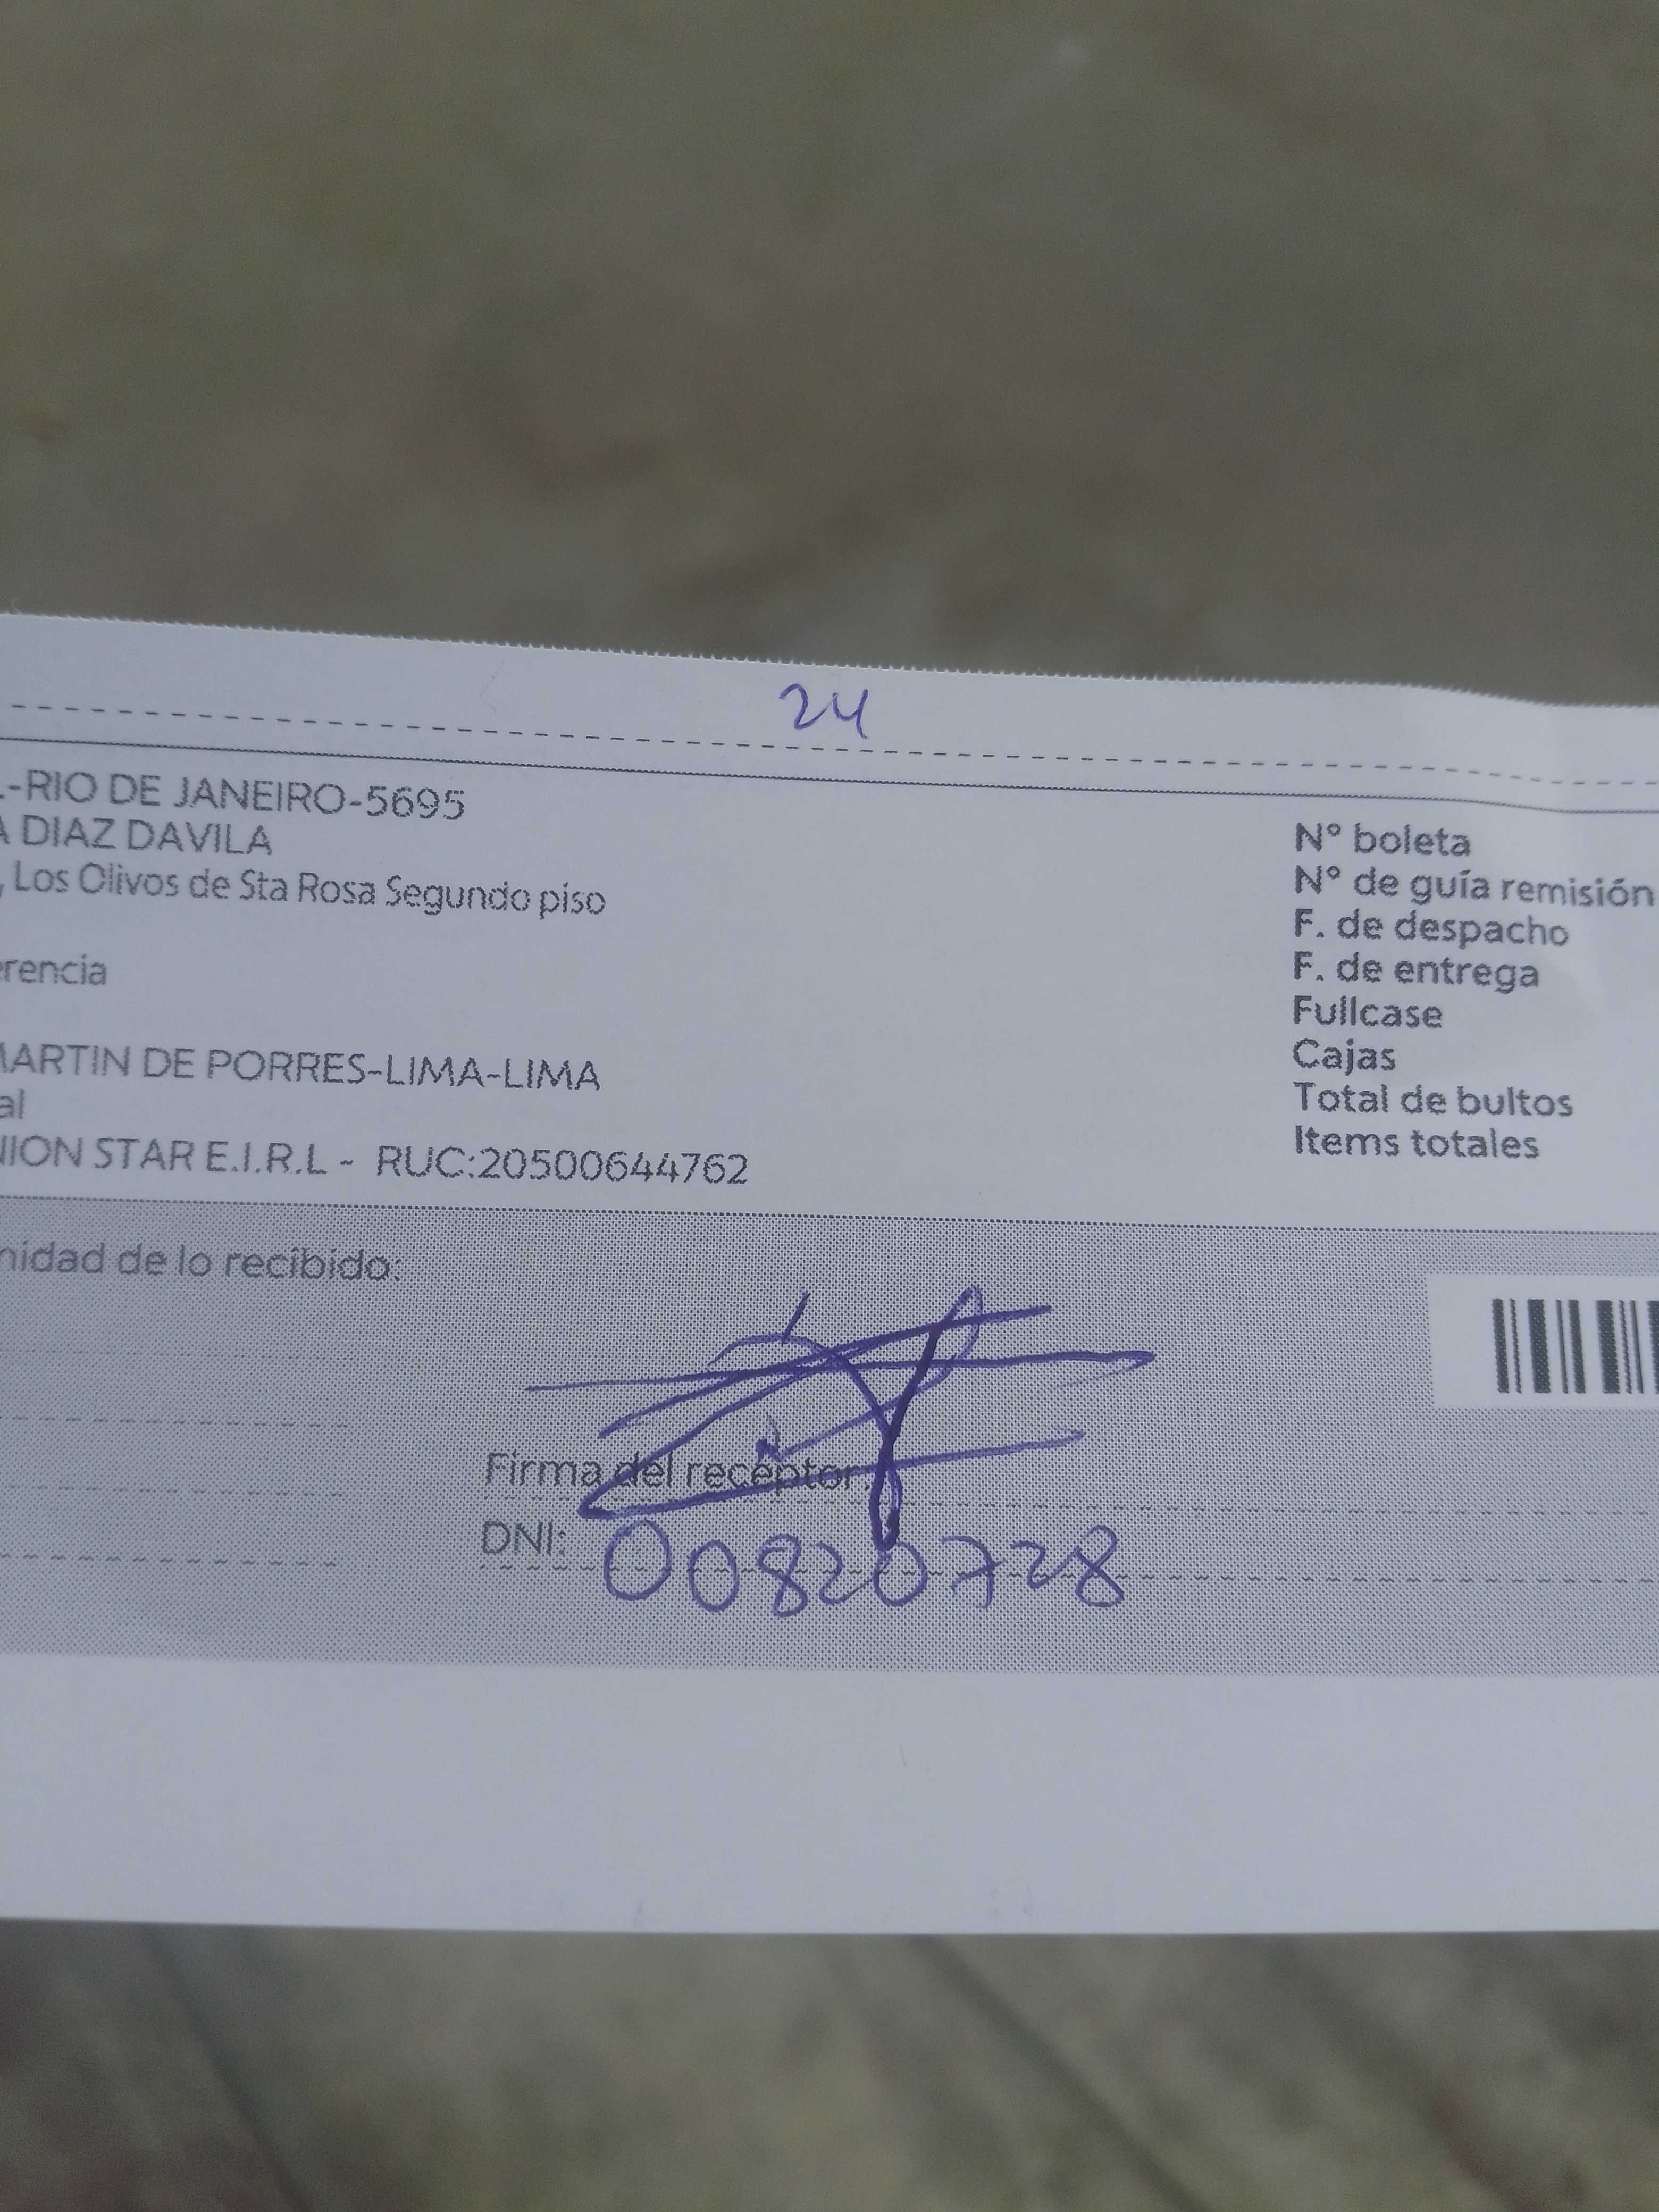 24
.-RIO DE JANEIRO-5695
A DIAZ DAVILA
, Los Olivos de Sta Rosa Segundo piso
erencia
MARTIN DE PORRES-LIMA-LIMA
al
NION STAR E.I.R.L - RUC:20500644762
N° boleta
N° de guía remisión
F. de despacho
F. de entrega
Fullcase
Cajas
Total de bultos
Items totales
nidad de lo recibido:
Firma del receptor:
DNI: 00820728